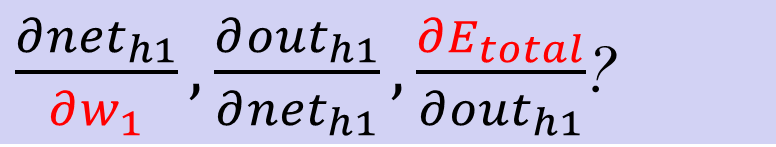 ∂net_h1/∂w_1, ∂out_h1/∂net_h1, ∂E_total/∂out_h1?